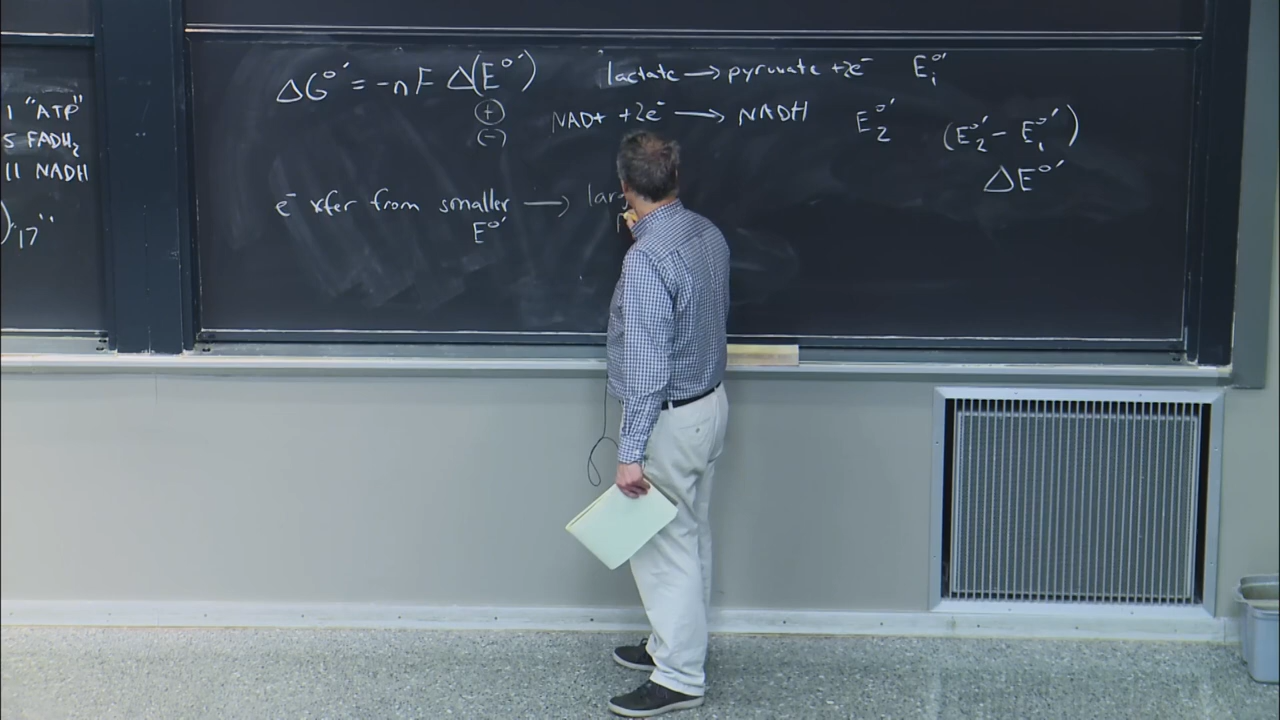 1 "ATP"
5 FADH₂
11 NADH
)"17"
ΔG°' = -nF Δ(E°')
(+)
(-)
lactate → pyruvate +2e⁻ E₁°'
NAD+ +2e⁻ → NADH E₂°'
(E₂°' - E₁°')
ΔE°'
e⁻ xfer from smaller →
E°'